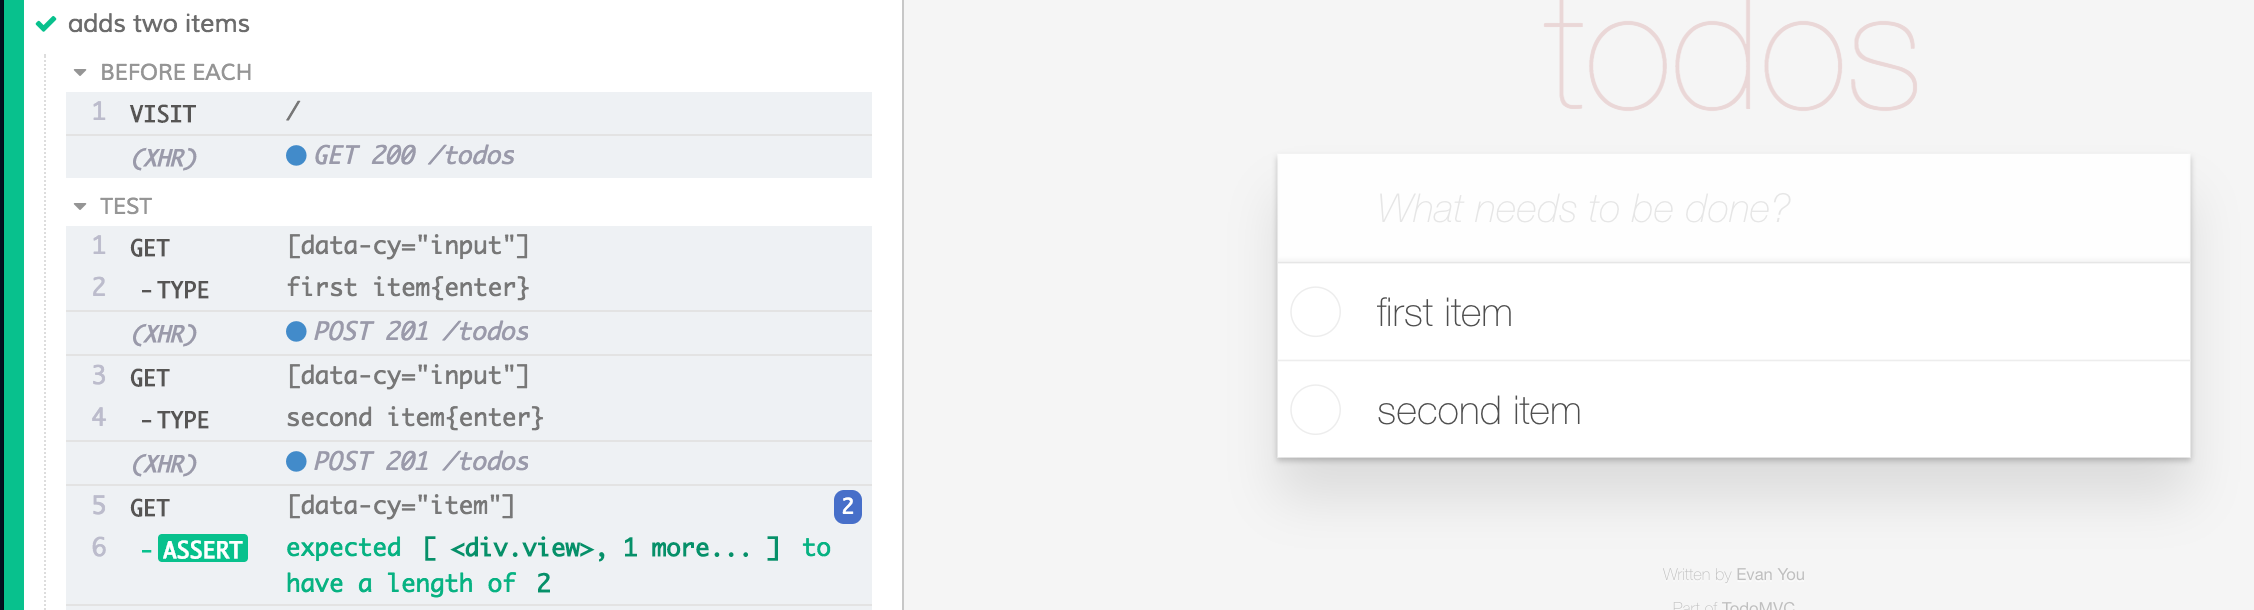 adds two items
BEFORE EACH
1 VISIT /
(XHR) GET 200 /todos
TEST
1 GET [data-cy="input"]
2 -TYPE first item{enter}
(XHR) POST 201 /todos
3 GET [data-cy="input"]
4 -TYPE second item{enter}
(XHR) POST 201 /todos
5 GET [data-cy="item"] 2
6 -ASSERT expected [ <div.view>, 1 more... ] to
have a length of 2
todos
What needs to be done?
first item
second item
Written by Evan You
Part of TodoMVC